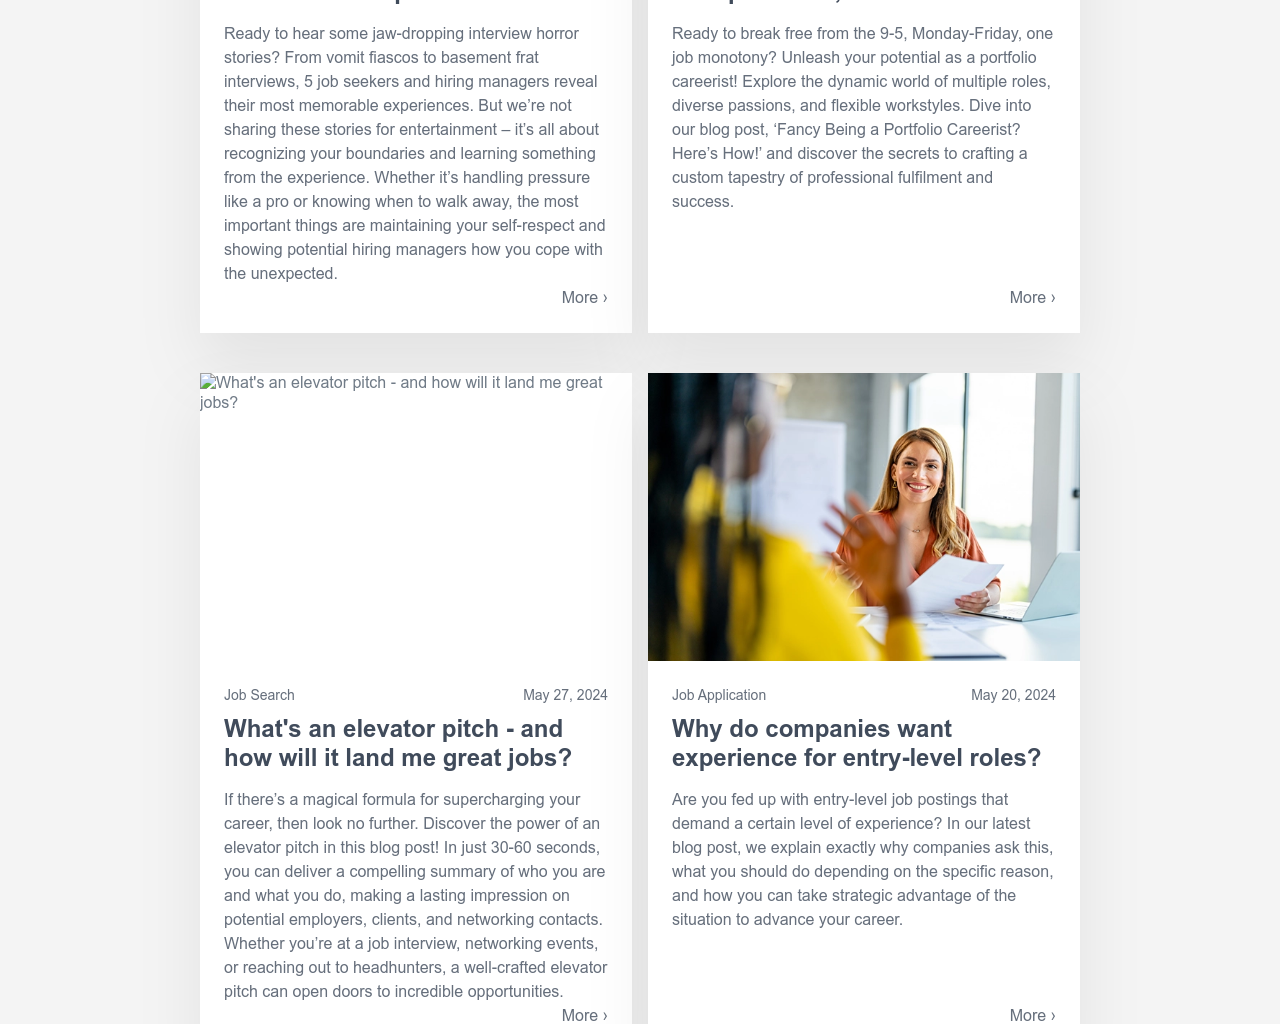 Ready to hear some jaw-dropping interview horror
stories? From vomit fiascos to basement frat
interviews, 5 job seekers and hiring managers reveal
their most memorable experiences. But we’re not
sharing these stories for entertainment – it’s all about
recognizing your boundaries and learning something
from the experience. Whether it’s handling pressure
like a pro or knowing when to walk away, the most
important things are maintaining your self-respect and
showing potential hiring managers how you cope with
the unexpected.
More ›
Ready to break free from the 9-5, Monday-Friday, one
job monotony? Unleash your potential as a portfolio
careerist! Explore the dynamic world of multiple roles,
diverse passions, and flexible workstyles. Dive into
our blog post, ‘Fancy Being a Portfolio Careerist?
Here’s How!’ and discover the secrets to crafting a
custom tapestry of professional fulfilment and
success.
More ›
What's an elevator pitch - and how will it land me great
jobs?
Job Search
May 27, 2024
What's an elevator pitch - and
how will it land me great jobs?
If there’s a magical formula for supercharging your
career, then look no further. Discover the power of an
elevator pitch in this blog post! In just 30-60 seconds,
you can deliver a compelling summary of who you are
and what you do, making a lasting impression on
potential employers, clients, and networking contacts.
Whether you’re at a job interview, networking events,
or reaching out to headhunters, a well-crafted elevator
pitch can open doors to incredible opportunities.
More ›
Job Application
May 20, 2024
Why do companies want
experience for entry-level roles?
Are you fed up with entry-level job postings that
demand a certain level of experience? In our latest
blog post, we explain exactly why companies ask this,
what you should do depending on the specific reason,
and how you can take strategic advantage of the
situation to advance your career.
More ›